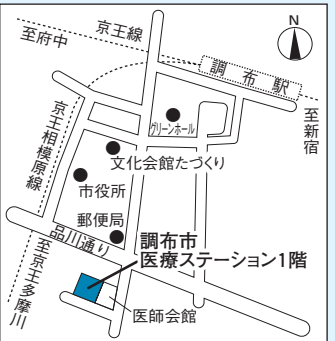 N
京王線
至府中
調布駅
至新宿
グリーンホール
京王相模原線
文化会館たづくり
市役所
郵便局
品川通り
調布市
医療ステーション1階
至京王多摩川
医師会館